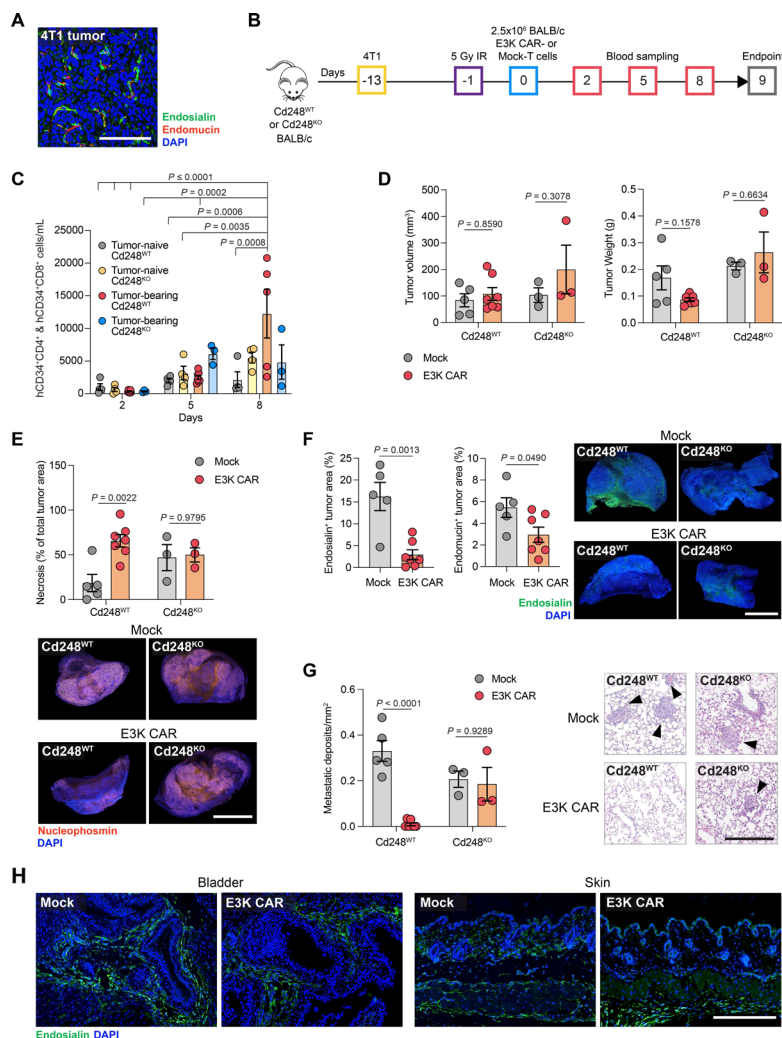 A
4T1 tumor
Endosialin
Endomucin
DAPI
B
Days
4T1
-13
5 Gy IR
-1
2.5x10⁶ BALB/c
E3K CAR- or
Mock-T cells
0
Blood sampling
2
5
8
Endpoint
9
Cd248ᵂᵀ
or Cd248ᴷᴼ
BALB/c
C
P ≤ 0.0001
P = 0.0002
P = 0.0006
P = 0.0035
P = 0.0008
hCD34⁺CD4⁺ & hCD34⁺CD8⁺ cells/mL
25000
20000
15000
10000
5000
0
Tumor-naive
Cd248ᵂᵀ
Tumor-naive
Cd248ᴷᴼ
Tumor-bearing
Cd248ᵂᵀ
Tumor-bearing
Cd248ᴷᴼ
2
5
8
Days
D
Tumor volume (mm³)
500
400
300
200
100
0
P = 0.8590
P = 0.3078
Cd248ᵂᵀ
Cd248ᴷᴼ
Tumor Weight (g)
0.5
0.4
0.3
0.2
0.1
0.0
P = 0.1578
P = 0.6634
Cd248ᵂᵀ
Cd248ᴷᴼ
Mock
E3K CAR
E
Mock
E3K CAR
Necrosis (% of total tumor area)
150
100
50
0
P = 0.0022
P = 0.9795
Cd248ᵂᵀ
Cd248ᴷᴼ
Mock
Cd248ᵂᵀ
Cd248ᴷᴼ
E3K CAR
Cd248ᵂᵀ
Cd248ᴷᴼ
Nucleophosmin
DAPI
F
Endosialin⁺ tumor area (%)
25
20
15
10
5
0
P = 0.0013
Mock
E3K CAR
Endomucin⁺ tumor area (%)
10
8
6
4
2
0
P = 0.0490
Mock
E3K CAR
Mock
Cd248ᵂᵀ
Cd248ᴷᴼ
E3K CAR
Cd248ᵂᵀ
Cd248ᴷᴼ
Endosialin
DAPI
G
Mock
E3K CAR
Metastatic deposits/mm²
0.6
0.4
0.2
0.0
P < 0.0001
P = 0.9289
Cd248ᵂᵀ
Cd248ᴷᴼ
Mock
Cd248ᵂᵀ
Cd248ᴷᴼ
E3K CAR
Cd248ᵂᵀ
Cd248ᴷᴼ
H
Bladder
Mock
E3K CAR
Skin
Mock
E3K CAR
Endosialin DAPI